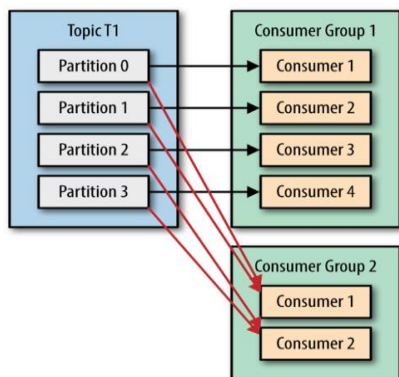 Topic T1
Partition 0
Partition 1
Partition 2
Partition 3
Consumer Group 1
Consumer 1
Consumer 2
Consumer 3
Consumer 4
Consumer Group 2
Consumer 1
Consumer 2